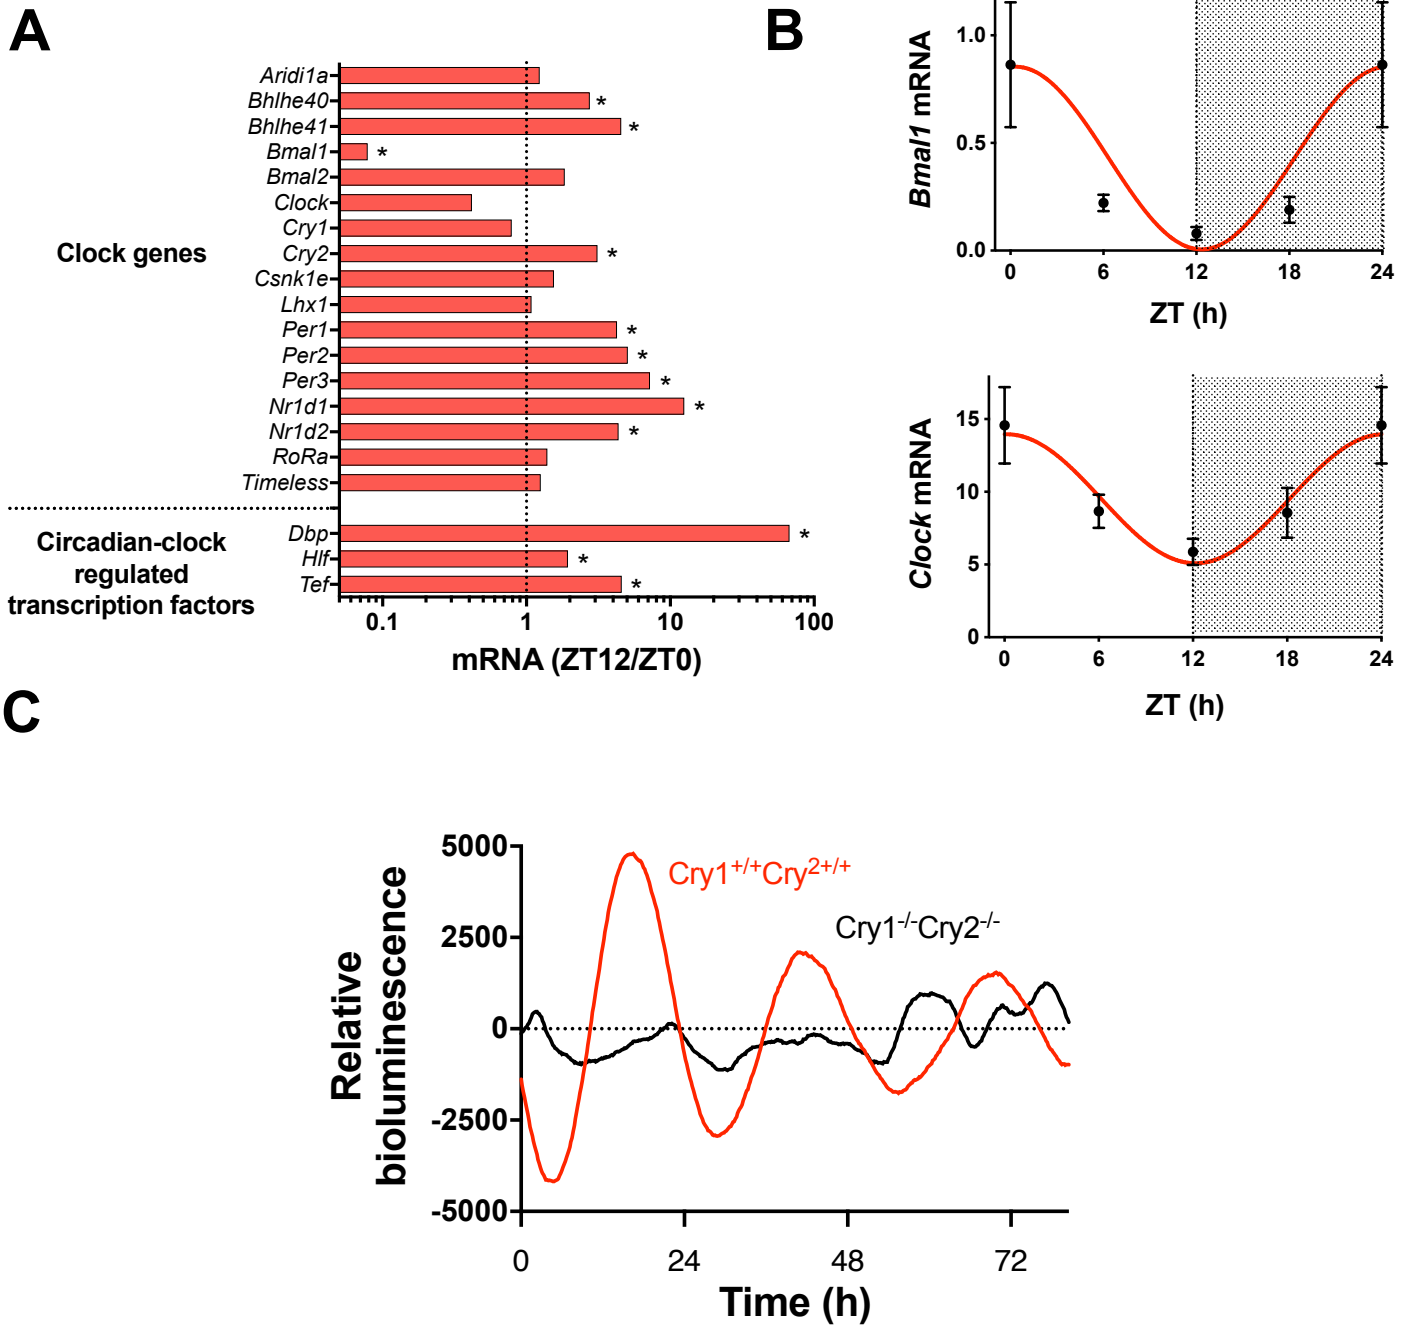 A
Aridi1a
Bhlhe40 *
Bhlhe41 *
Bmal1 *
Bmal2
Clock
Cry1
Clock genes
Cry2 *
Csnk1e
Lhx1
Per1 *
Per2 *
Per3 *
Nr1d1 *
Nr1d2 *
RoRa
Timeless
Circadian-clock
regulated
transcription factors
Dbp *
Hlf *
Tef *
0.1 1 10 100
mRNA (ZT12/ZT0)
B
Bmal1 mRNA
1.0
0.5
0.0
0 6 12 18 24
ZT (h)
Clock mRNA
15
10
5
0
0 6 12 18 24
ZT (h)
C
Relative
bioluminescence
5000
2500
0
-2500
-5000
Cry1+/+Cry2+/+
Cry1-/-Cry2-/-
0 24 48 72
Time (h)